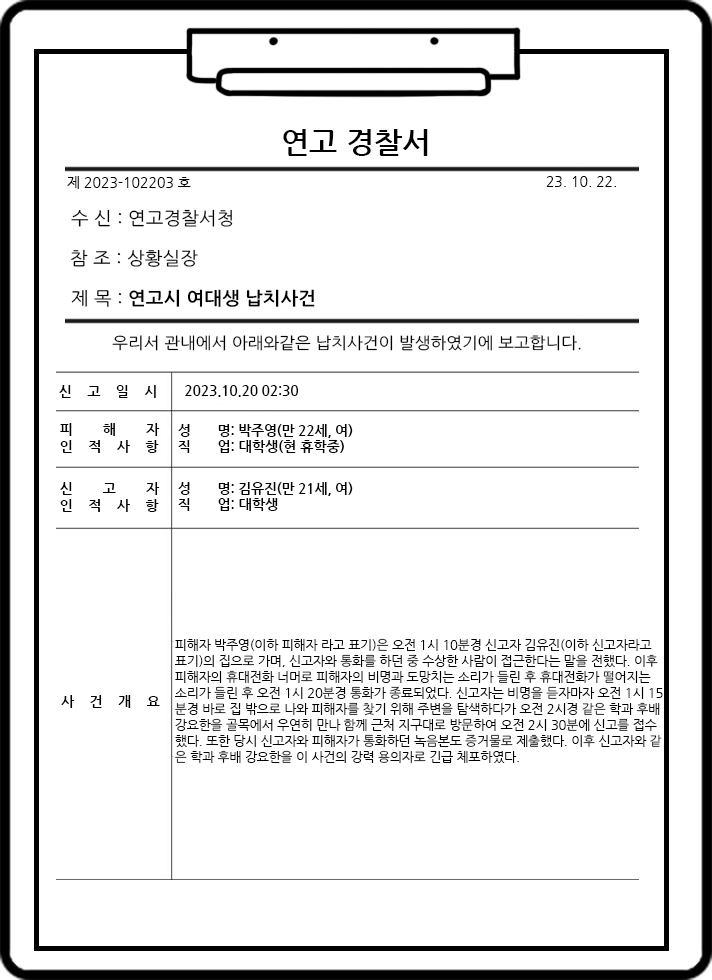 연고 경찰서
제 2023-102203 호 23. 10. 22.
수 신 : 연고경찰서청
참 조 : 상황실장
제 목 : 연고시 여대생 납치사건
우리서 관내에서 아래와같은 납치사건이 발생하였기에 보고합니다.
신 고 일 시 2023.10.20 02:30
피 해 자 성 명: 박주영(만 22세, 여)
인 적 사 항 직 업: 대학생(현 휴학중)
신 고 자 성 명: 김유진(만 21세, 여)
인 적 사 항 직 업: 대학생
사 건 개 요
피해자 박주영(이하 피해자 라고 표기)은 오전 1시 10분경 신고자 김유진(이하 신고자라고
표기)의 집으로 가며, 신고자와 통화를 하던 중 수상한 사람이 접근한다는 말을 전했다. 이후
피해자의 휴대전화 너머로 피해자의 비명과 도망치는 소리가 들린 후 휴대전화가 떨어지는
소리가 들린 후 오전 1시 20분경 통화가 종료되었다. 신고자는 비명을 듣자마자 오전 1시 15
분경 바로 집 밖으로 나와 피해자를 찾기 위해 주변을 탐색하다가 오전 2시경 같은 학과 후배
강요한을 골목에서 우연히 만나 함께 근처 지구대로 방문하여 오전 2시 30분에 신고를 접수
했다. 또한 당시 신고자와 피해자가 통화하던 녹음본도 증거물로 제출했다. 이후 신고자와 같
은 학과 후배 강요한을 이 사건의 강력 용의자로 긴급 체포하였다.